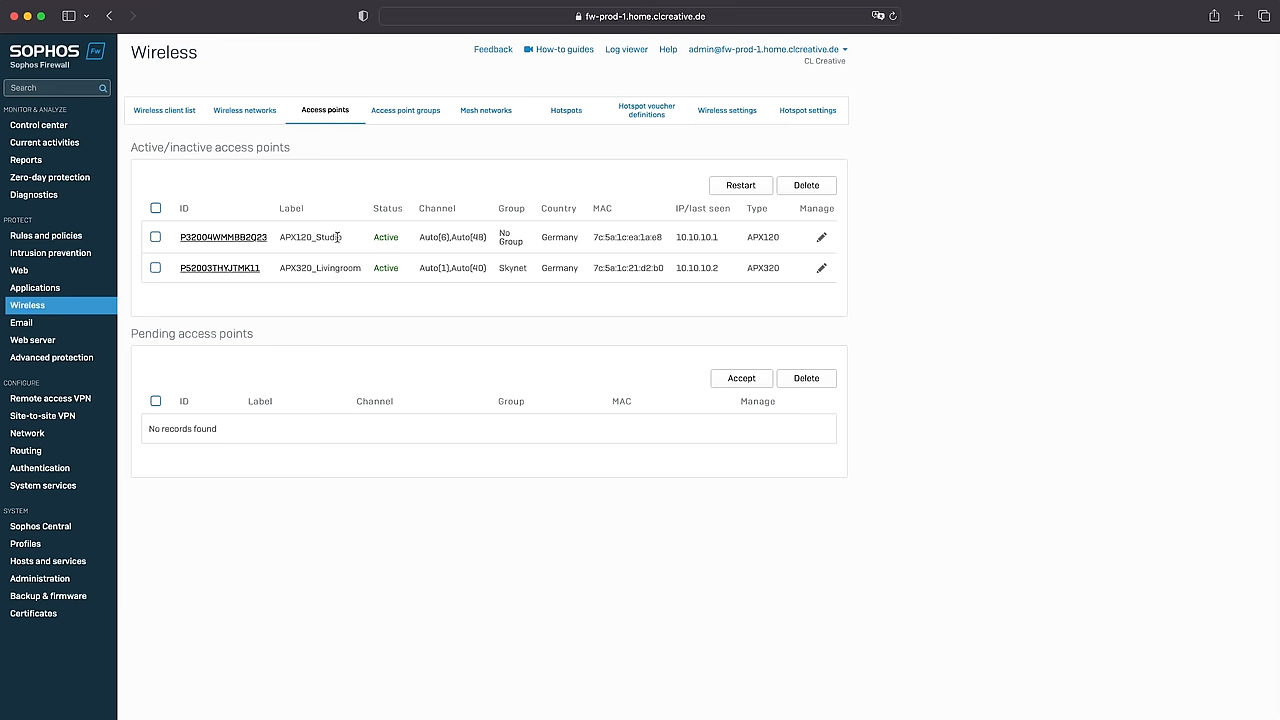 fw-prod-1.home.clcreative.de
SOPHOS Fw
Sophos Firewall
Search
MONITOR & ANALYZE
Control center
Current activities
Reports
Zero-day protection
Diagnostics
PROTECT
Rules and policies
Intrusion prevention
Web
Applications
Wireless
Email
Web server
Advanced protection
CONFIGURE
Remote access VPN
Site-to-site VPN
Network
Routing
Authentication
System services
SYSTEM
Sophos Central
Profiles
Hosts and services
Administration
Backup & firmware
Certificates
Wireless
Feedback How-to guides Log viewer Help admin@fw-prod-1.home.clcreative.de
CL Creative
Wireless client list Wireless networks Access points Access point groups Mesh networks Hotspots Hotspot voucher definitions Wireless settings Hotspot settings
Active/inactive access points
Restart Delete
ID Label Status Channel Group Country MAC IP/last seen Type Manage
P32004WMMBB2Q23 APX120_Studio Active Auto(6),Auto(48) No Group Germany 7c:5a:1c:ea:1a:e8 10.10.10.1 APX120
P52003THYJTMK11 APX320_Livingroom Active Auto(1),Auto(40) Skynet Germany 7c:5a:1c:21:d2:b0 10.10.10.2 APX320
Pending access points
Accept Delete
ID Label Channel Group MAC Manage
No records found